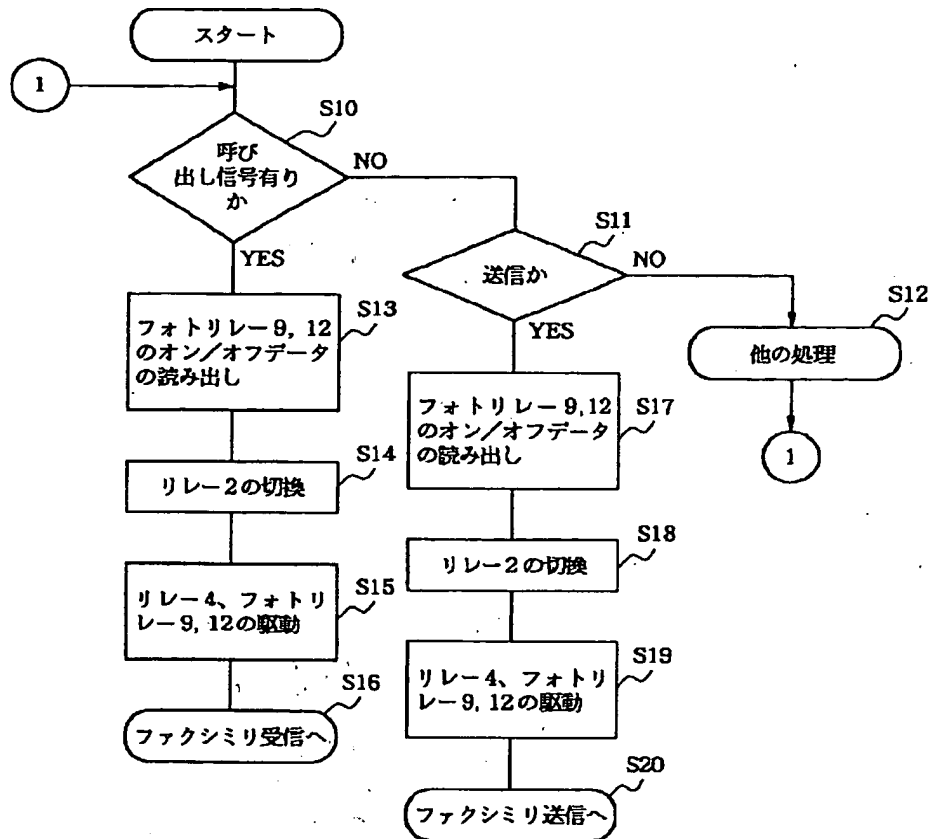 スタート
1
S10
呼び
出し信号有り
か
NO
YES
S11
送信か
NO
YES
S12
他の処理
1
S13
フォトリレー9, 12
のオン/オフデータ
の読み出し
S14
リレー2の切換
S15
リレー4、フォトリ
レー9, 12の駆動
S16
ファクシミリ受信へ
S17
フォトリレー9,12
のオン/オフデータ
の読み出し
S18
リレー2の切換
S19
リレー4、フォトリ
レー9, 12の駆動
S20
ファクシミリ送信へ